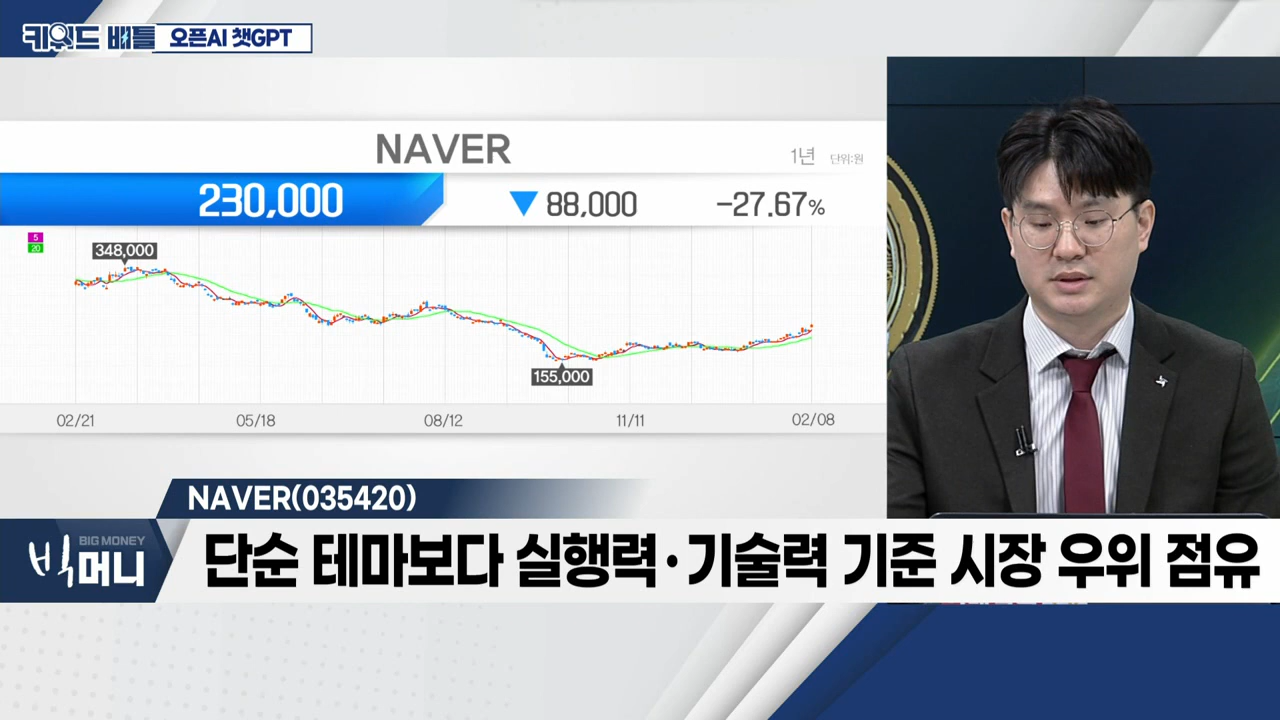 키워드 배틀 오픈AI 챗GPT
NAVER
1년 단위:원
230,000 ▼ 88,000 -27.67%
5
20
348,000
155,000
02/21 05/18 08/12 11/11 02/08
NAVER(035420)
BIG MONEY
빅머니
단순 테마보다 실행력·기술력 기준 시장 우위 점유